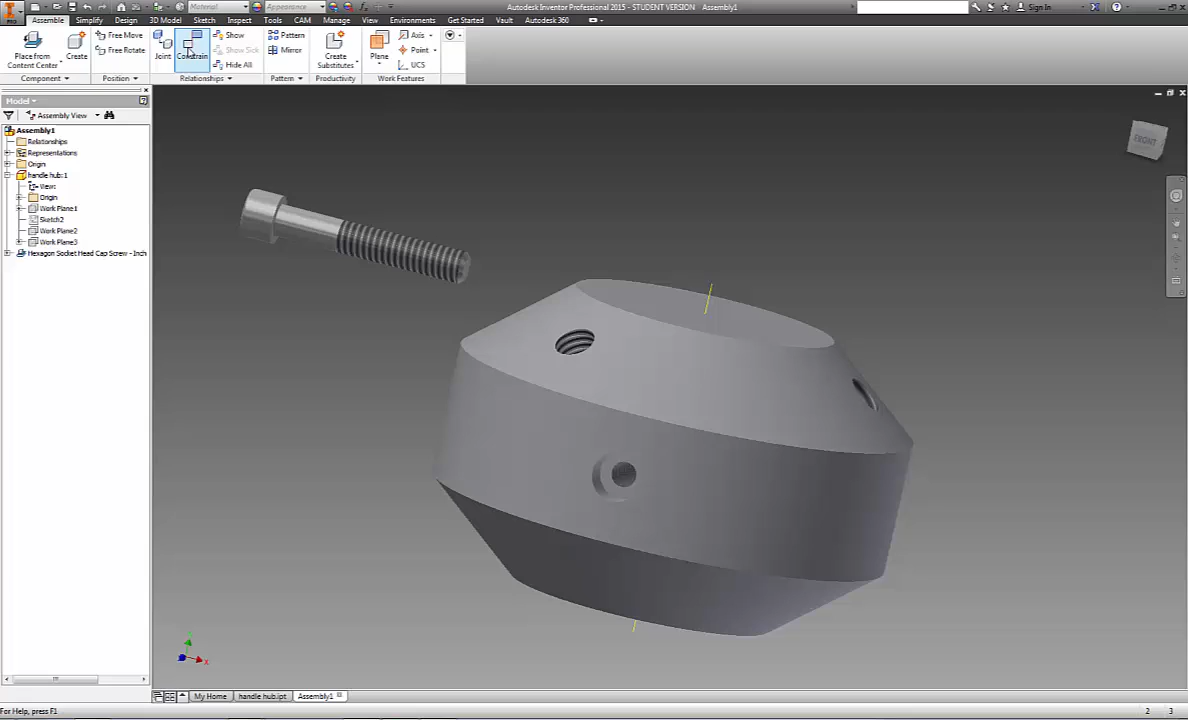 PRO
Material
Appearance
Autodesk Inventor Professional 2015 - STUDENT VERSION Assembly1
Sign In
Assemble Simplify Design 3D Model Sketch Inspect Tools CAM Manage View Environments Get Started Vault Autodesk 360
Place from
Content Center
Create
Free Move
Free Rotate
Joint
Constrain
Show
Show Sick
Hide All
Pattern
Mirror
Create
Substitutes
Plane
Axis
Point
UCS
Component Position Relationships Pattern Productivity Work Features
Model
Assembly View
Assembly1
Relationships
Representations
Origin
handle hub:1
View:
Origin
Work Plane1
Sketch2
Work Plane2
Work Plane3
Hexagon Socket Head Cap Screw - Inch
FRONT
x
My Home handle hub.ipt Assembly1
For Help, press F1
2 3